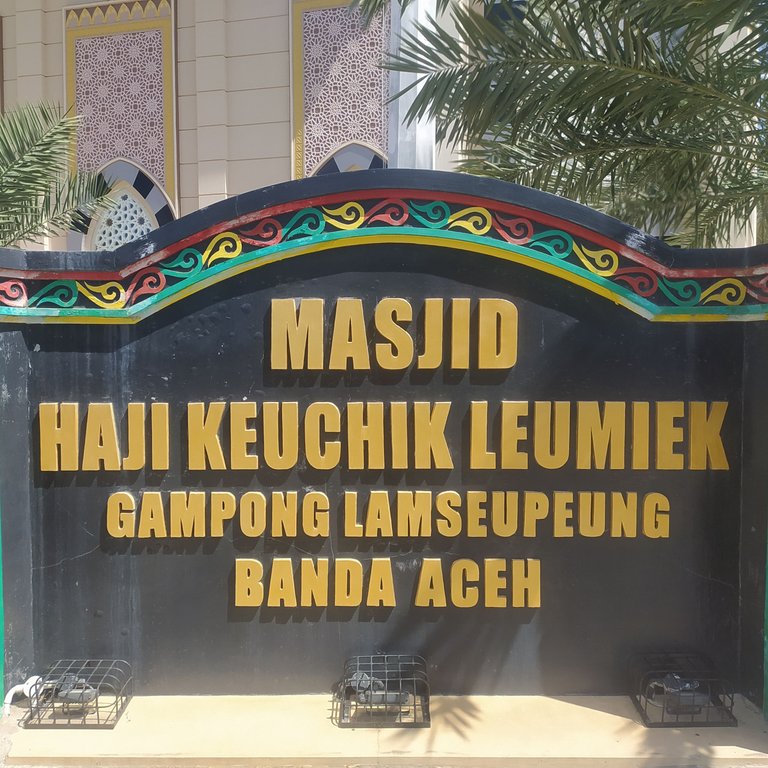 MASJID
HAJI KEUCHIK LEUMIEK
GAMPONG LAMSEUPEUNG
BANDA ACEH